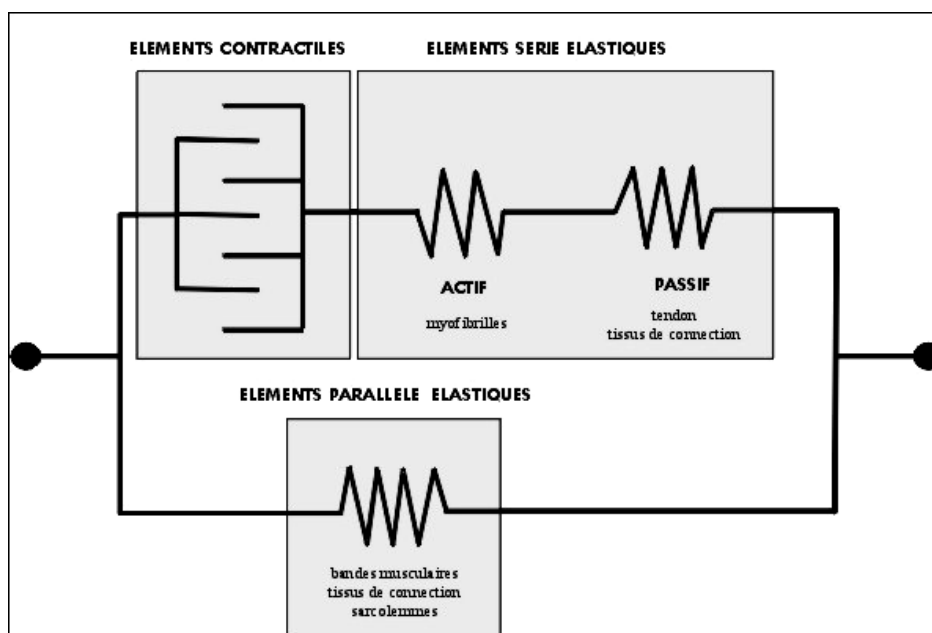 ELEMENTS CONTRACTILES
ELEMENTS SERIE ELASTIQUES
ACTIF
myofibrilles
PASSIF
tendon
tissus de connection
ELEMENTS PARALLELE ELASTIQUES
bandes musculaires
tissus de connection
sarcolemmes